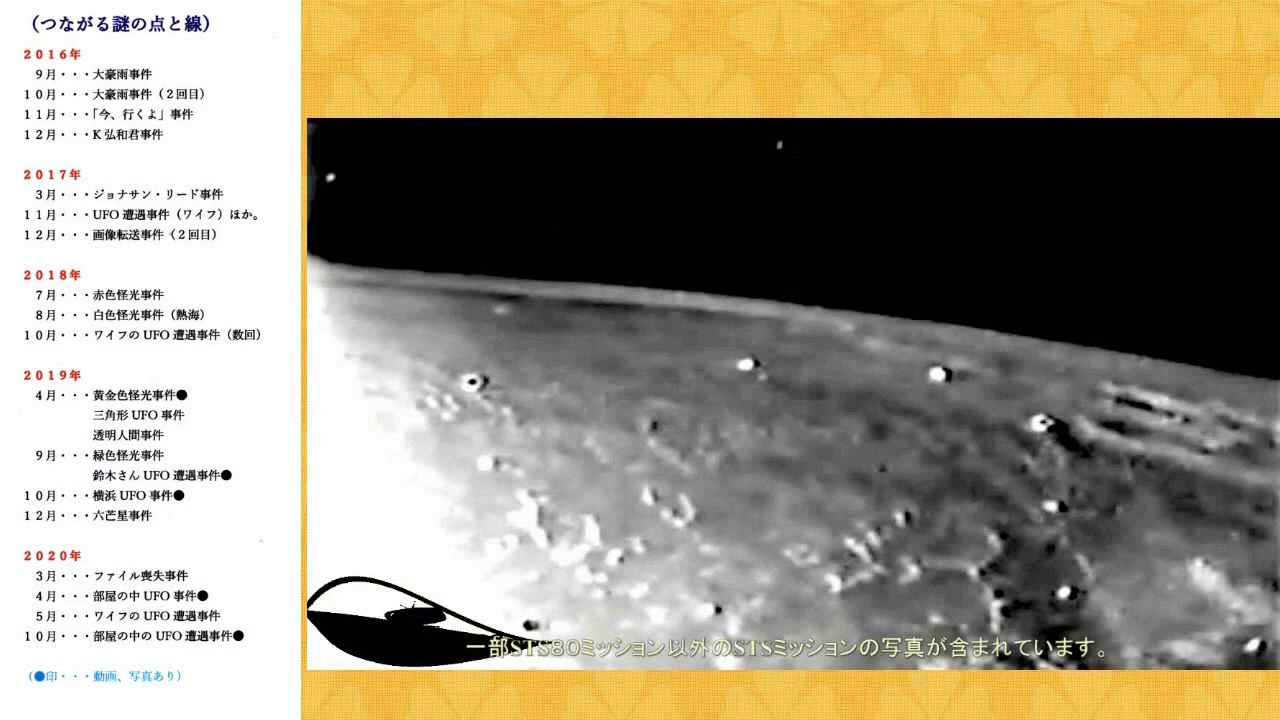 （つながる謎の点と線）
２０１６年
９月・・・大豪雨事件
１０月・・・大豪雨事件（２回目）
１１月・・・「今、行くよ」事件
１２月・・・K 弘和君事件
２０１７年
３月・・・ジョナサン・リード事件
１１月・・・UFO 遭遇事件（ワイフ）ほか。
１２月・・・画像転送事件（２回目）
２０１８年
７月・・・赤色怪光事件
８月・・・白色怪光事件（熱海）
１０月・・・ワイフの UFO 遭遇事件（数回）
２０１９年
４月・・・黄金色怪光事件●
三角形 UFO 事件
透明人間事件
９月・・・緑色怪光事件
鈴木さん UFO 遭遇事件●
１０月・・・横浜 UFO 事件●
１２月・・・六芒星事件
２０２０年
３月・・・ファイル喪失事件
４月・・・部屋の中 UFO 事件●
５月・・・ワイフの UFO 遭遇事件
１０月・・・部屋の中の UFO 遭遇事件●
（●印・・・動画、写真あり）
一部STS80ミッション以外のSTSミッションの写真が含まれています。